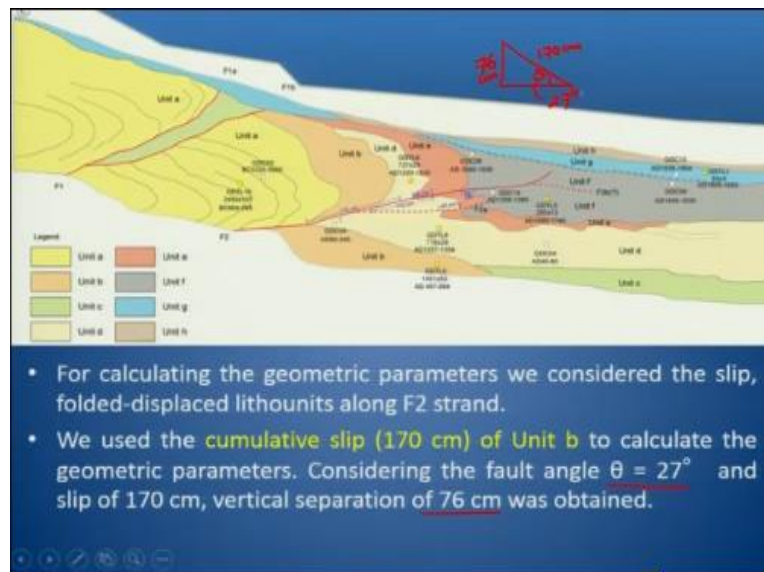 76
cm
170 cm
θ
27°
F1a
F1b
Unit a
Unit a
Unit b
Unit d
Unit e
Unit h
Unit g
Unit f
Unit f
Unit e
Unit d
Unit b
Unit c
F1
F2
F2a
Legend
Unit a
Unit e
Unit b
Unit f
Unit c
Unit g
Unit d
Unit h
• For calculating the geometric parameters we considered the slip,
folded-displaced lithounits along F2 strand.
• We used the cumulative slip (170 cm) of Unit b to calculate the
geometric parameters. Considering the fault angle θ = 27° and
slip of 170 cm, vertical separation of 76 cm was obtained.